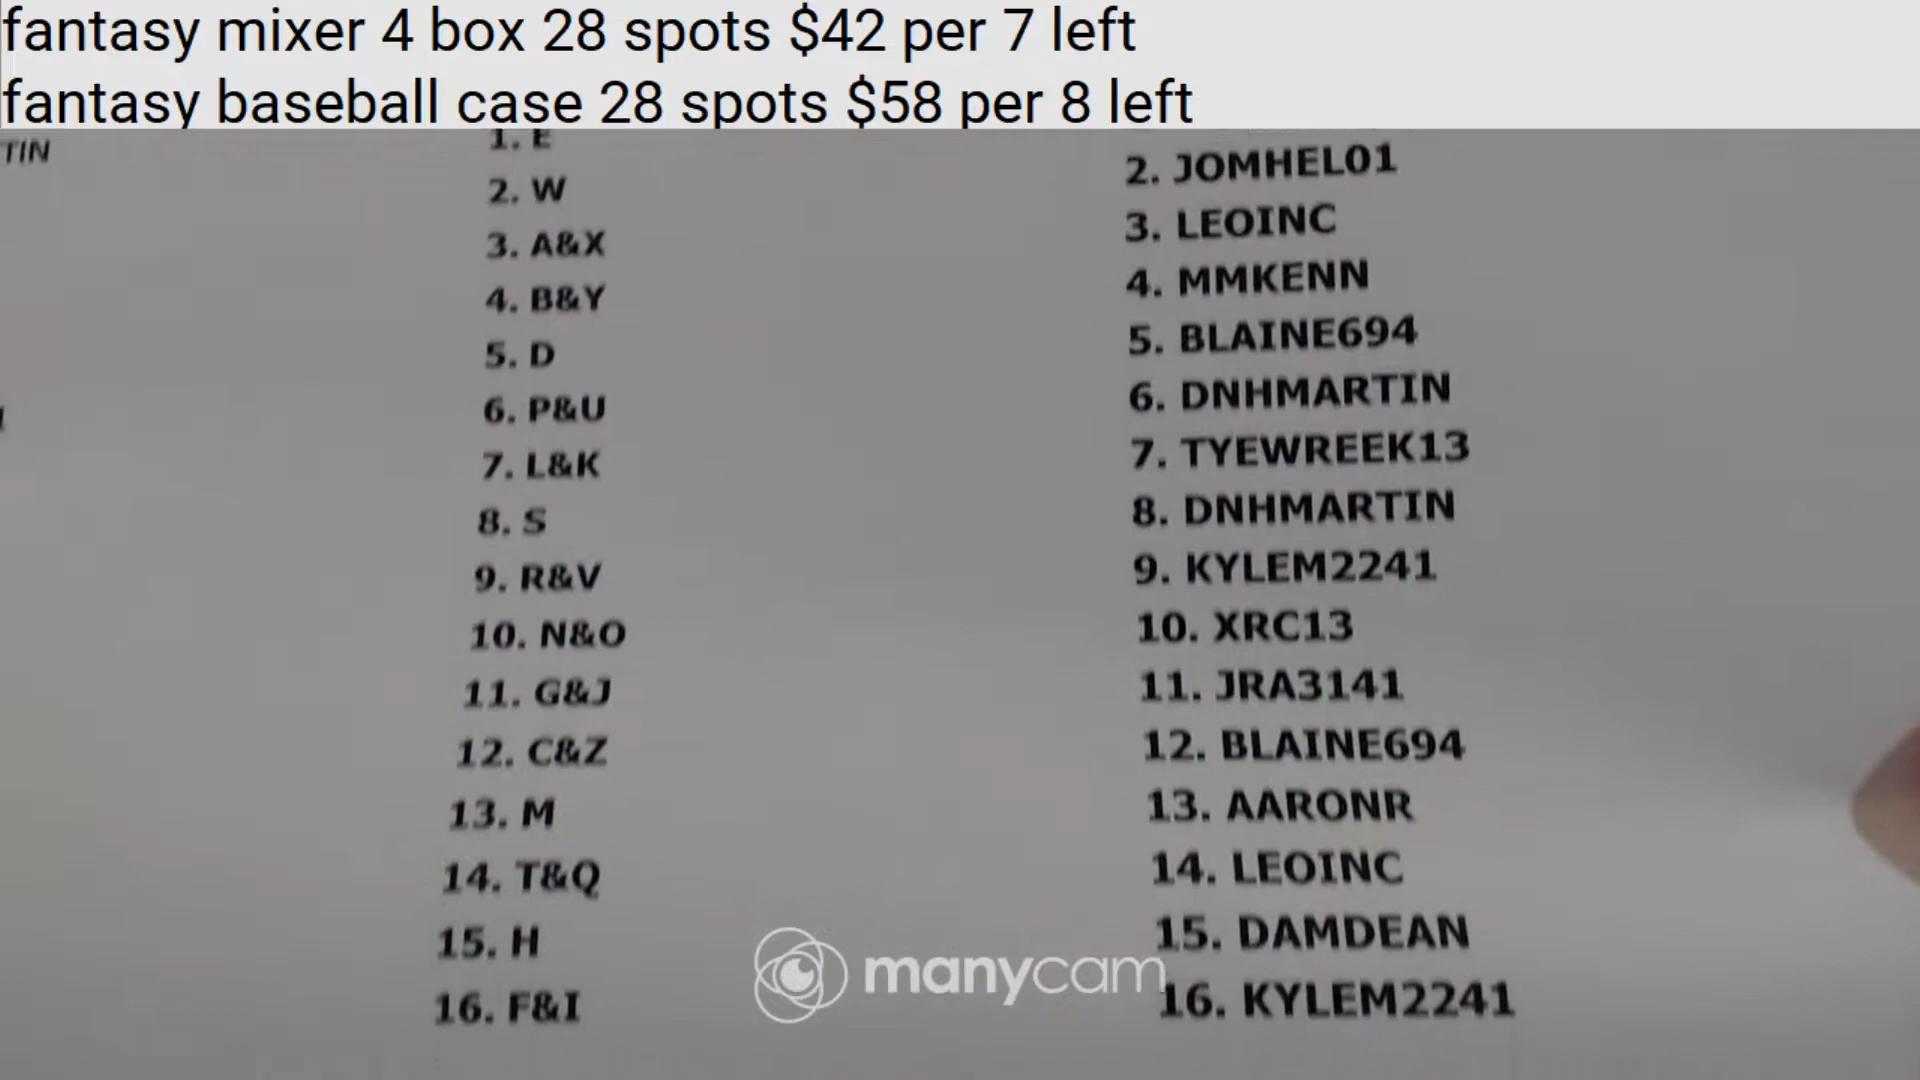 fantasy mixer 4 box 28 spots $42 per 7 left
fantasy baseball case 28 spots $58 per 8 left
TIN
1. E
2. W
3. A&X
4. B&Y
5. D
6. P&U
7. L&K
8. S
9. R&V
10. N&O
11. G&J
12. C&Z
13. M
14. T&Q
15. H
16. F&I
2. JOMHEL01
3. LEOINC
4. MMKENN
5. BLAINE694
6. DNHMARTIN
7. TYEWREEK13
8. DNHMARTIN
9. KYLEM2241
10. XRC13
11. JRA3141
12. BLAINE694
13. AARONR
14. LEOINC
15. DAMDEAN
16. KYLEM2241
manycam